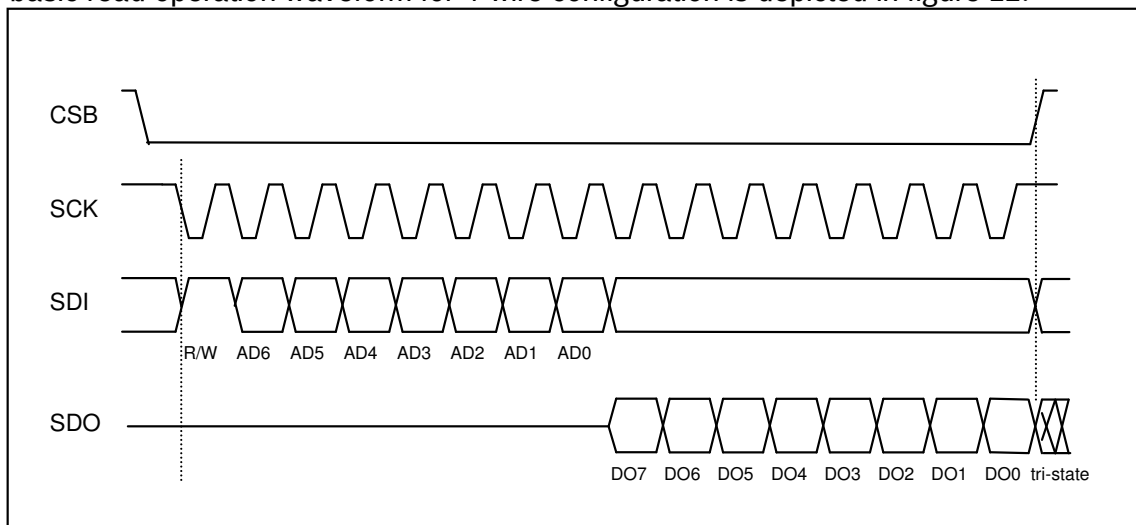 basic read operation waveform for 4-wire configuration is depicted in figure 22:
CSB
SCK
SDI
R/W AD6 AD5 AD4 AD3 AD2 AD1 AD0
SDO
DO7 DO6 DO5 DO4 DO3 DO2 DO1 DO0 tri-state